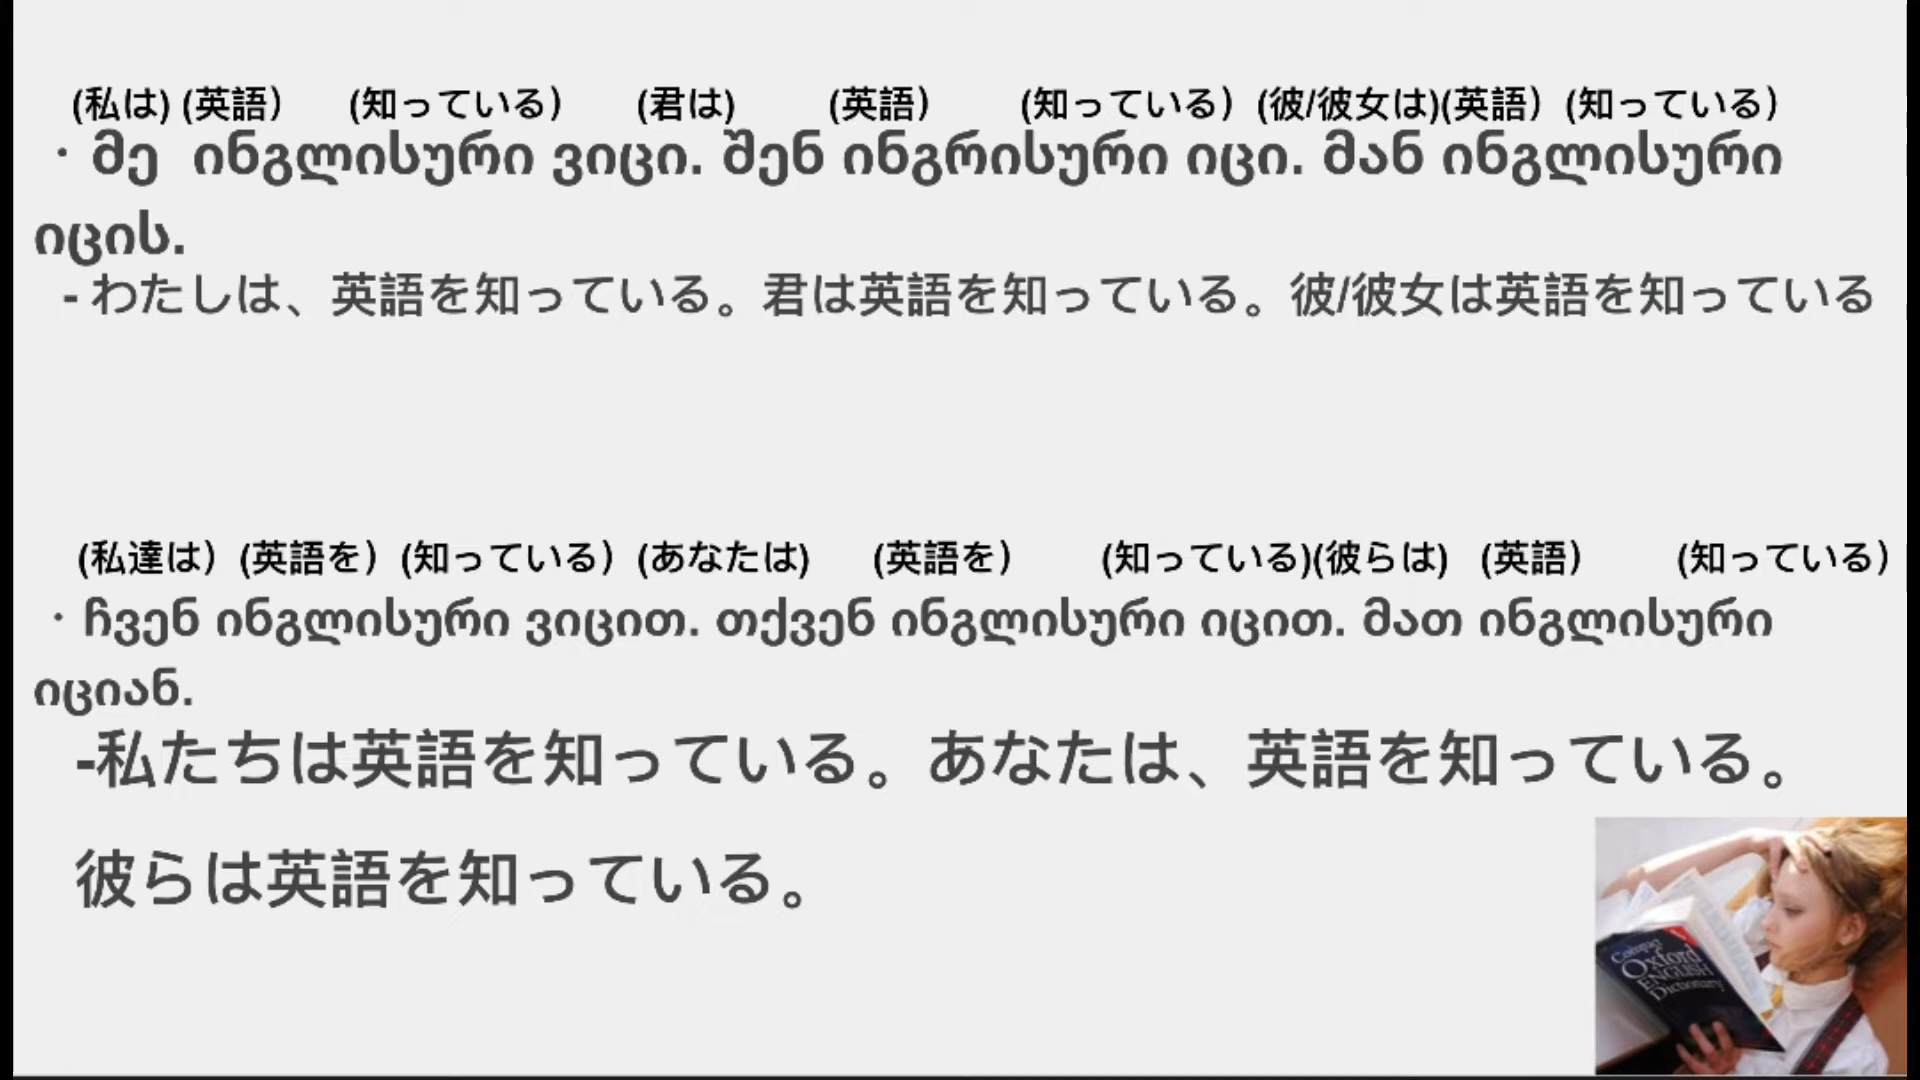 (私は) (英語） (知っている） (君は) (英語） (知っている）(彼/彼女は)(英語）(知っている）
· მე ინგლისური ვიცი. შენ ინგრისური იცი. მან ინგლისური
იცის.
- わたしは、英語を知っている。君は英語を知っている。彼/彼女は英語を知っている
(私達は）(英語を）(知っている）(あなたは) (英語を） (知っている)(彼らは) (英語） (知っている）
· ჩვენ ინგლისური ვიცით. თქვენ ინგლისური იცით. მათ ინგლისური
იციან.
-私たちは英語を知っている。あなたは、英語を知っている。
彼らは英語を知っている。
Compact
Oxford
ENGLISH
Dictionary